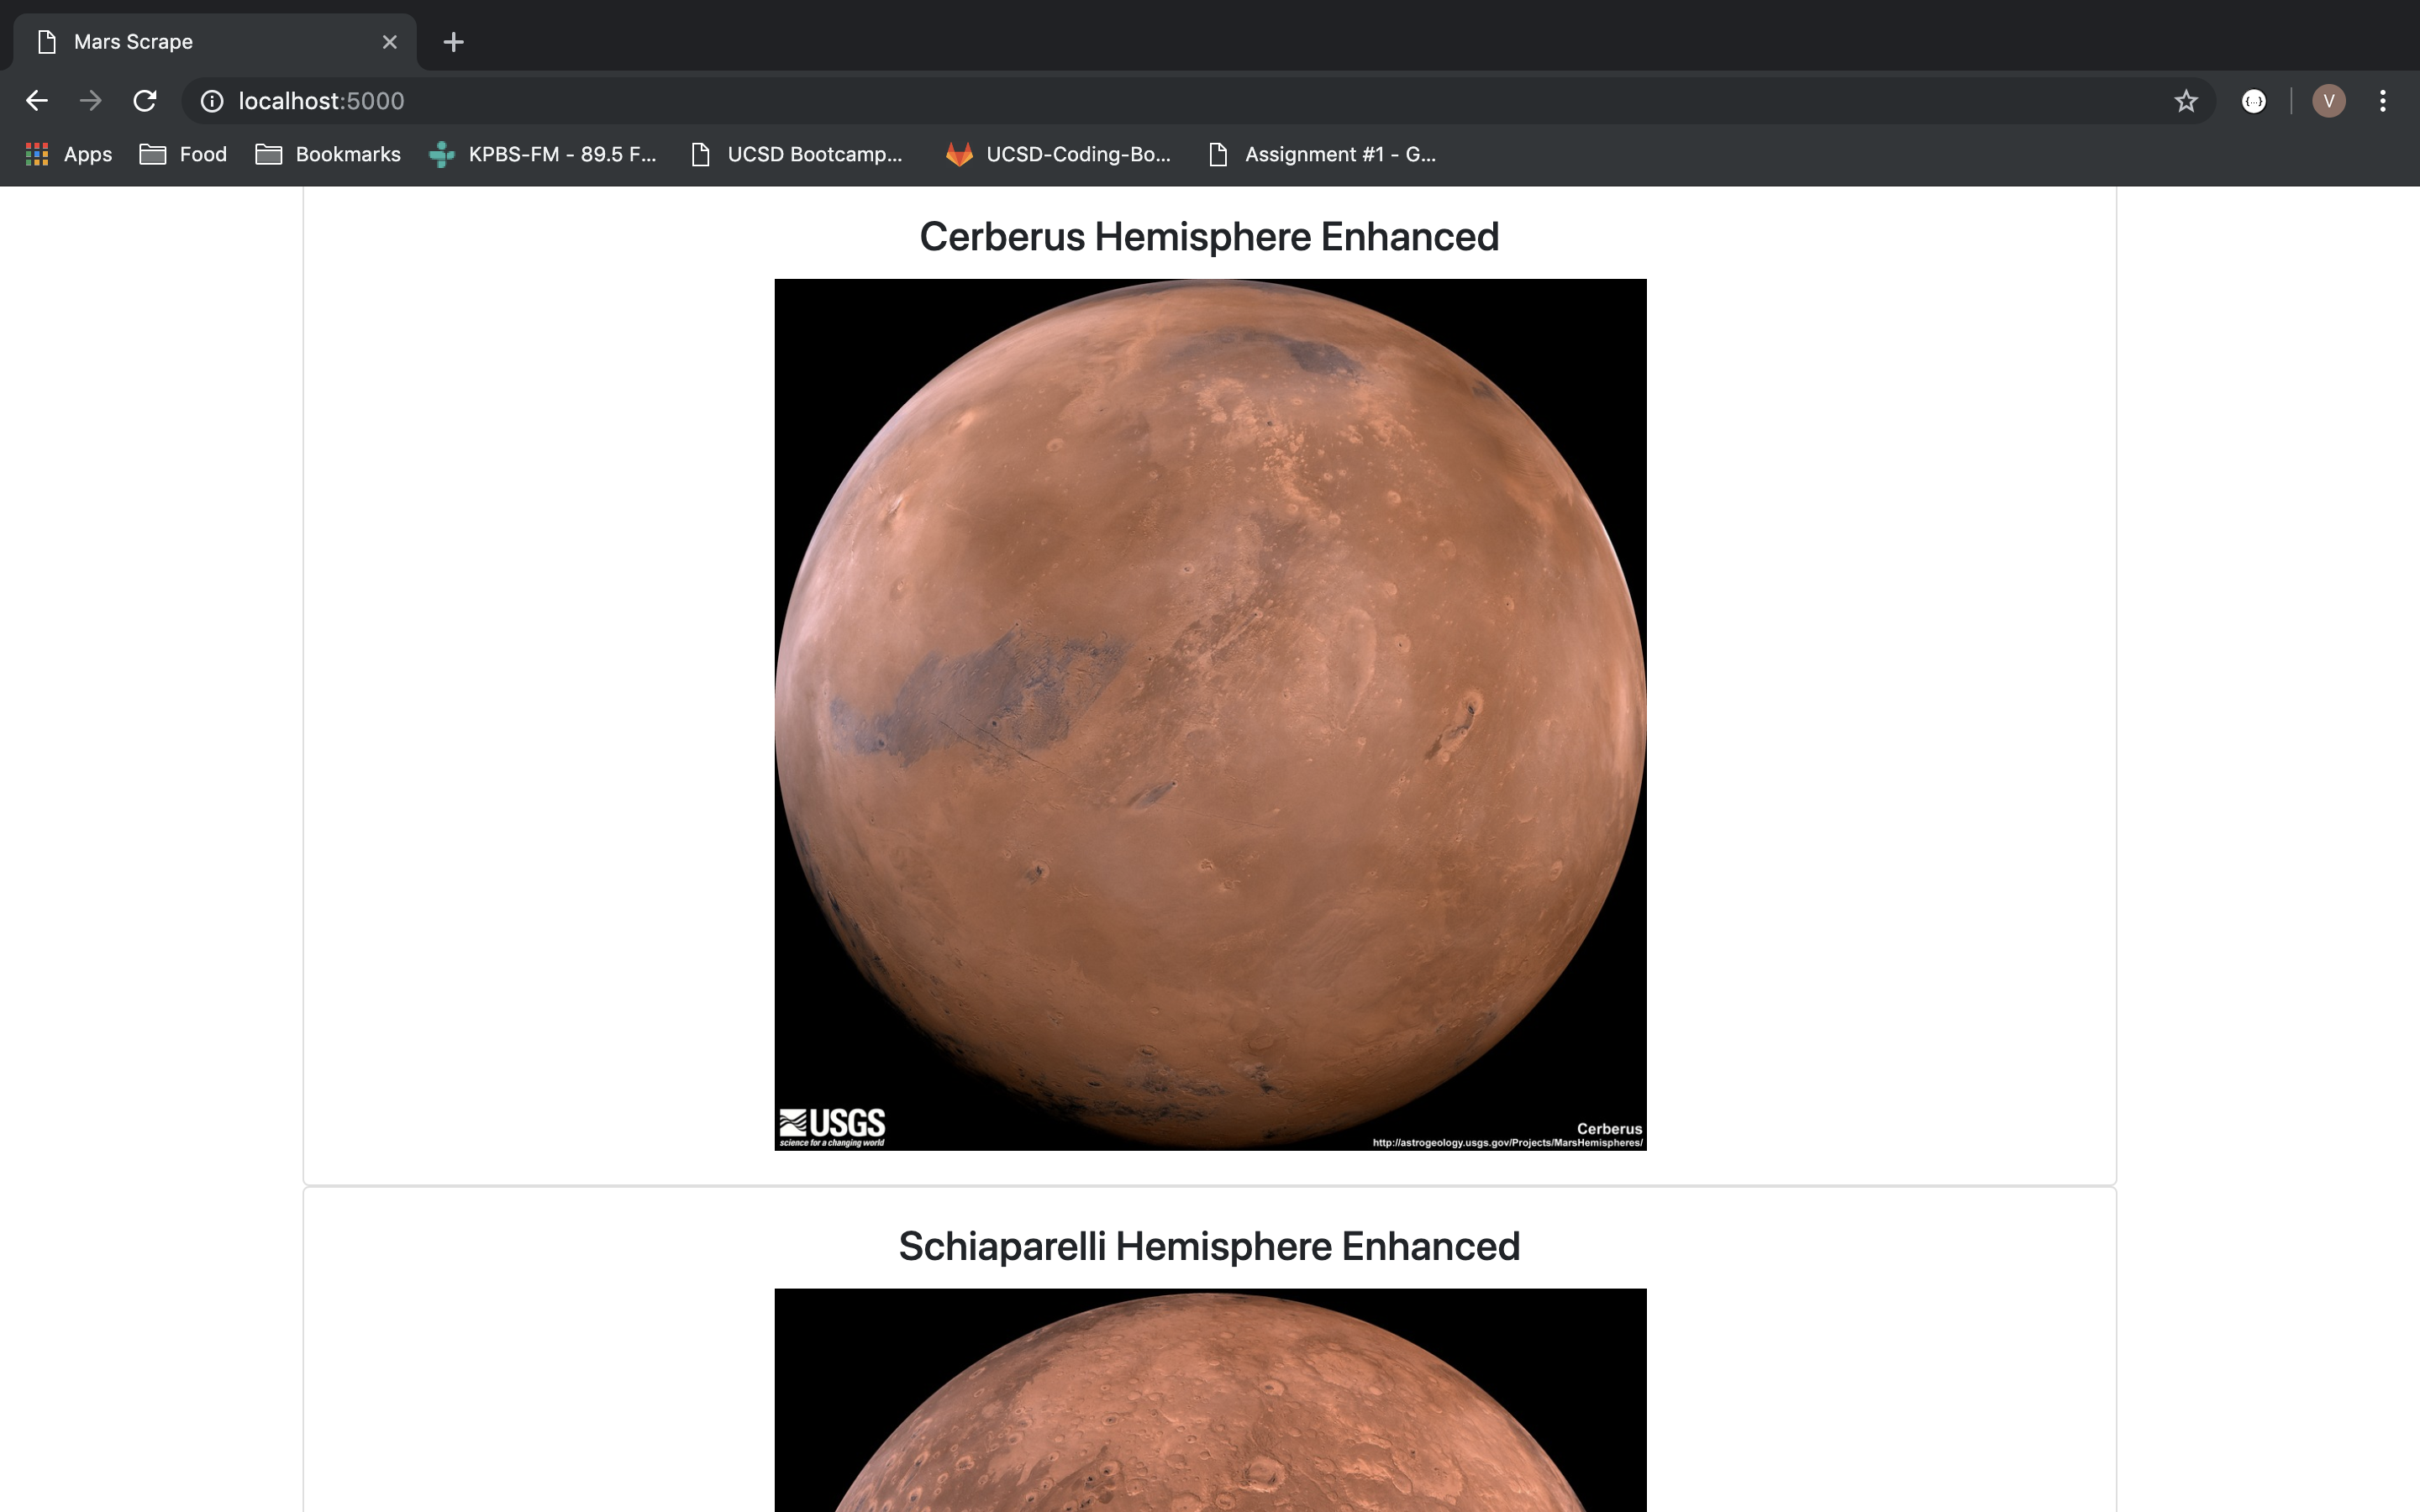 Mars Scrape
localhost:5000
V
Apps Food Bookmarks KPBS-FM - 89.5 F... UCSD Bootcamp... UCSD-Coding-Bo... Assignment #1 - G...
Cerberus Hemisphere Enhanced
USGS
science for a changing world
Cerberus
http://astrogeology.usgs.gov/Projects/MarsHemispheres/
Schiaparelli Hemisphere Enhanced